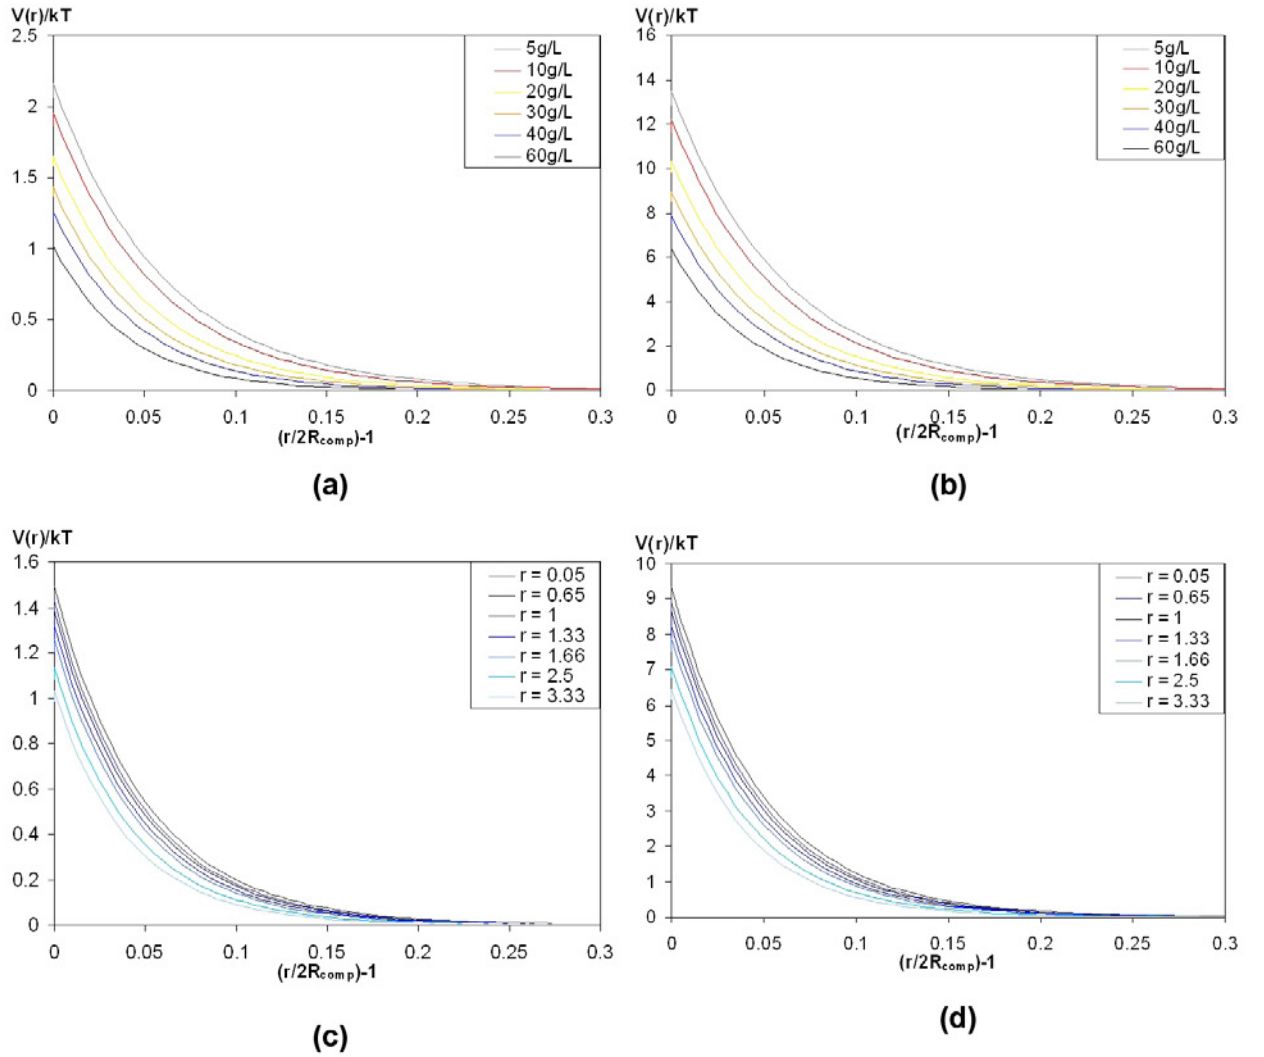 V(r)/kT
2.5
2
1.5
1
0.5
0
0 0.05 0.1 0.15 0.2 0.25 0.3
(r/2Rcomp)-1
5g/L
10g/L
20g/L
30g/L
40g/L
60g/L
(a)
V(r)/kT
16
14
12
10
8
6
4
2
0
0 0.05 0.1 0.15 0.2 0.25 0.3
(r/2Rcomp)-1
5g/L
10g/L
20g/L
30g/L
40g/L
60g/L
(b)
V(r)/kT
1.6
1.4
1.2
1
0.8
0.6
0.4
0.2
0
0 0.05 0.1 0.15 0.2 0.25 0.3
(r/2Rcomp)-1
r = 0.05
r = 0.65
r = 1
r = 1.33
r = 1.66
r = 2.5
r = 3.33
(c)
V(r)/kT
10
9
8
7
6
5
4
3
2
1
0
0 0.05 0.1 0.15 0.2 0.25 0.3
(r/2Rcomp)-1
r = 0.05
r = 0.65
r = 1
r = 1.33
r = 1.66
r = 2.5
r = 3.33
(d)